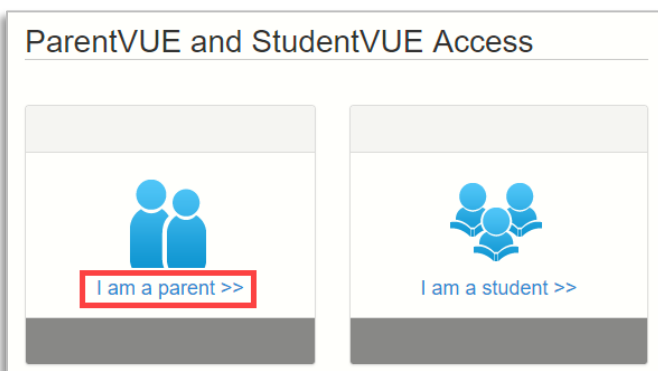 ParentVUE and StudentVUE Access
I am a parent >>
I am a student >>